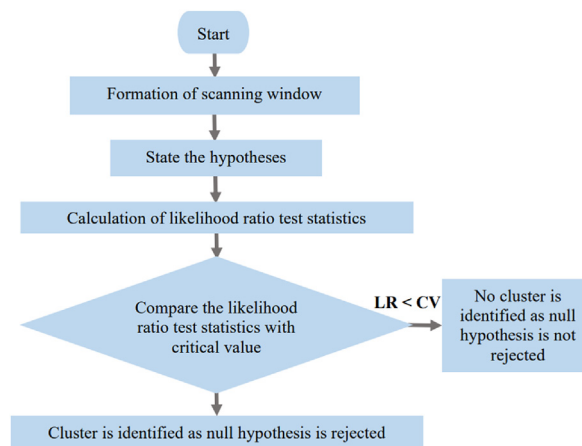 Start
Formation of scanning window
State the hypotheses
Calculation of likelihood ratio test statistics
Compare the likelihood
ratio test statistics with
critical value
LR < CV
No cluster is
identified as null
hypothesis is not
rejected
Cluster is identified as null hypothesis is rejected